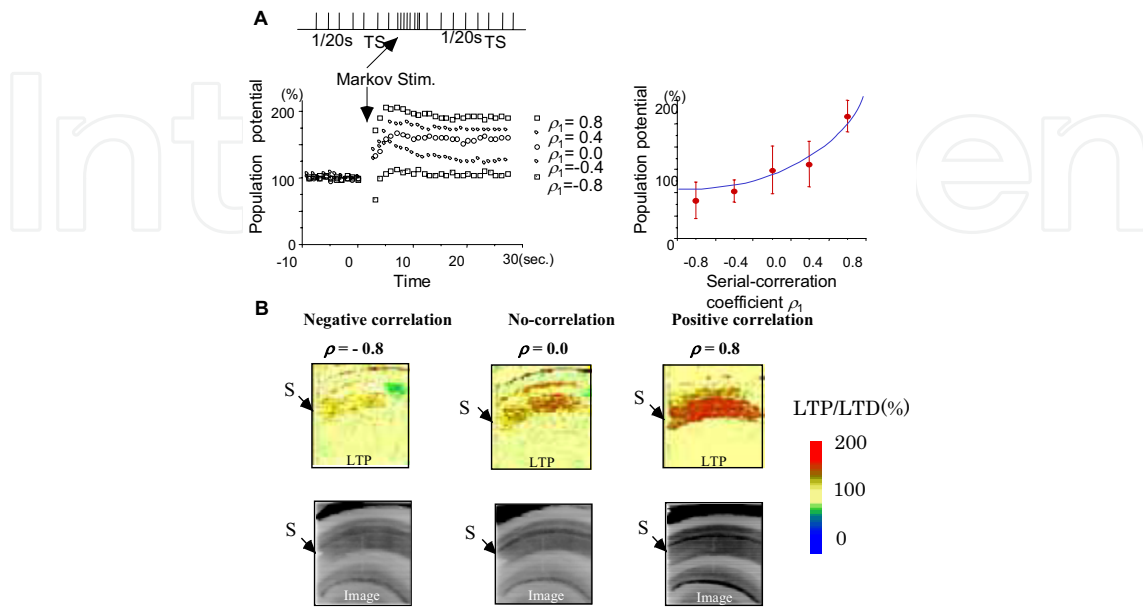 A
1/20s TS 1/20s TS
Markov Stim.
(%)
Population potential
200
100
0
-10 0 10 20 30(sec.)
Time
ρ1= 0.8
ρ1= 0.4
ρ1= 0.0
ρ1=-0.4
ρ1=-0.8
(%)
Population potential
200
100
0
-0.8 -0.4 0 0.4 0.8
Serial-correration
coefficient ρ1
B
Negative correlation No-correlation Positive correlation
ρ = - 0.8 ρ = 0.0 ρ = 0.8
S S S
LTP LTP LTP
LTP/LTD(%)
200
100
0
S S S
Image Image Image
Int
en